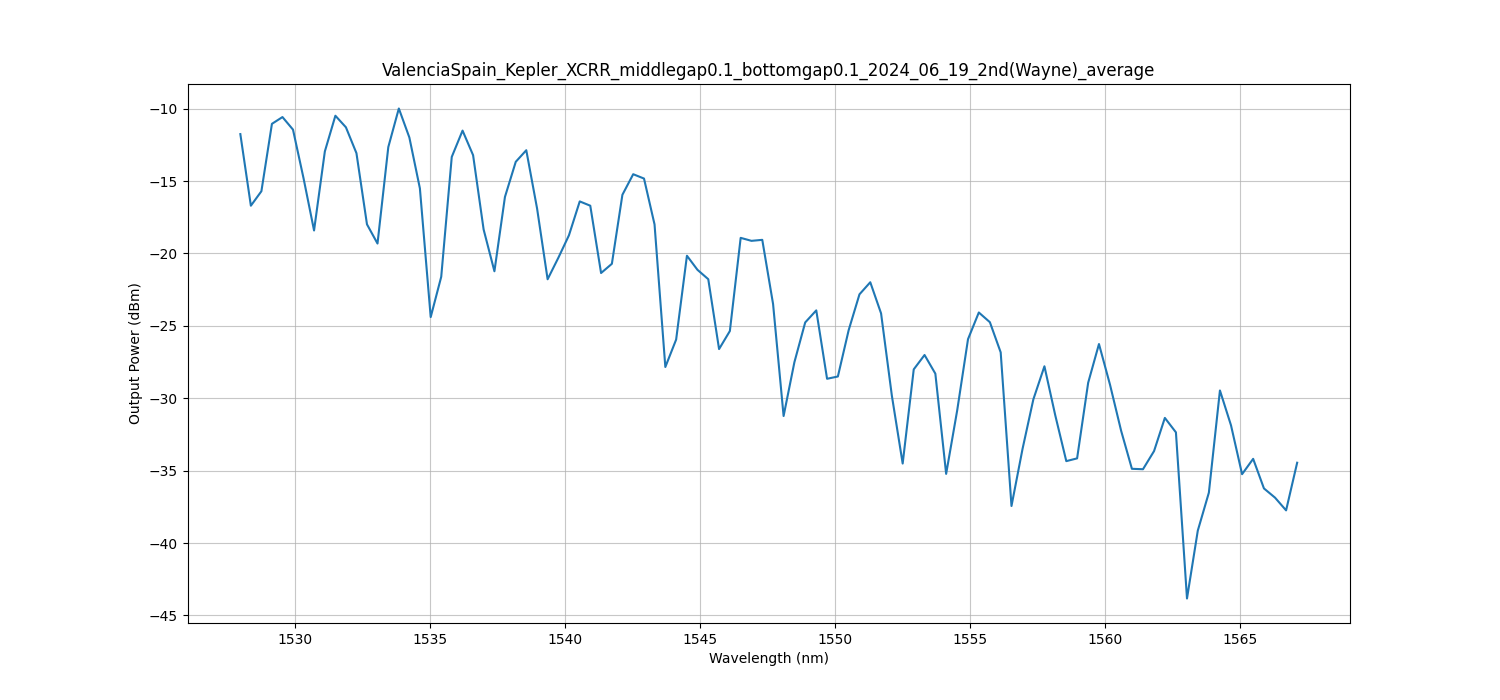 ValenciaSpain_Kepler_XCRR_middlegap0.1_bottomgap0.1_2024_06_19_2nd(Wayne)_average
−10
−15
−20
−25
−30
−35
−40
−45
Output Power (dBm)
1530 1535 1540 1545 1550 1555 1560 1565
Wavelength (nm)